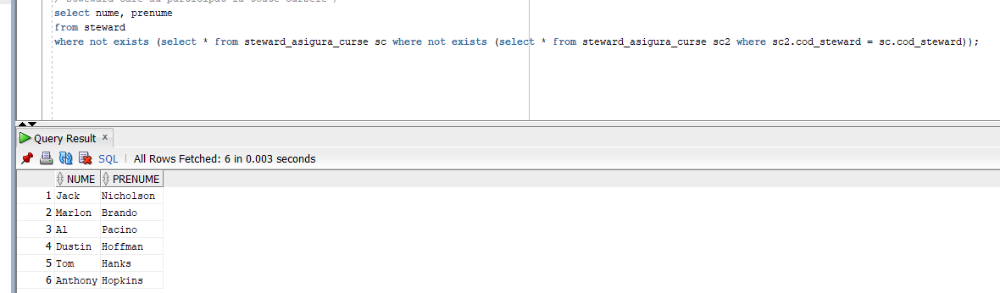 select nume, prenume
from steward
where not exists (select * from steward_asigura_curse sc where not exists (select * from steward_asigura_curse sc2 where sc2.cod_steward = sc.cod_steward));
Query Result x
SQL | All Rows Fetched: 6 in 0.003 seconds
NUME PRENUME
1 Jack Nicholson
2 Marlon Brando
3 Al Pacino
4 Dustin Hoffman
5 Tom Hanks
6 Anthony Hopkins